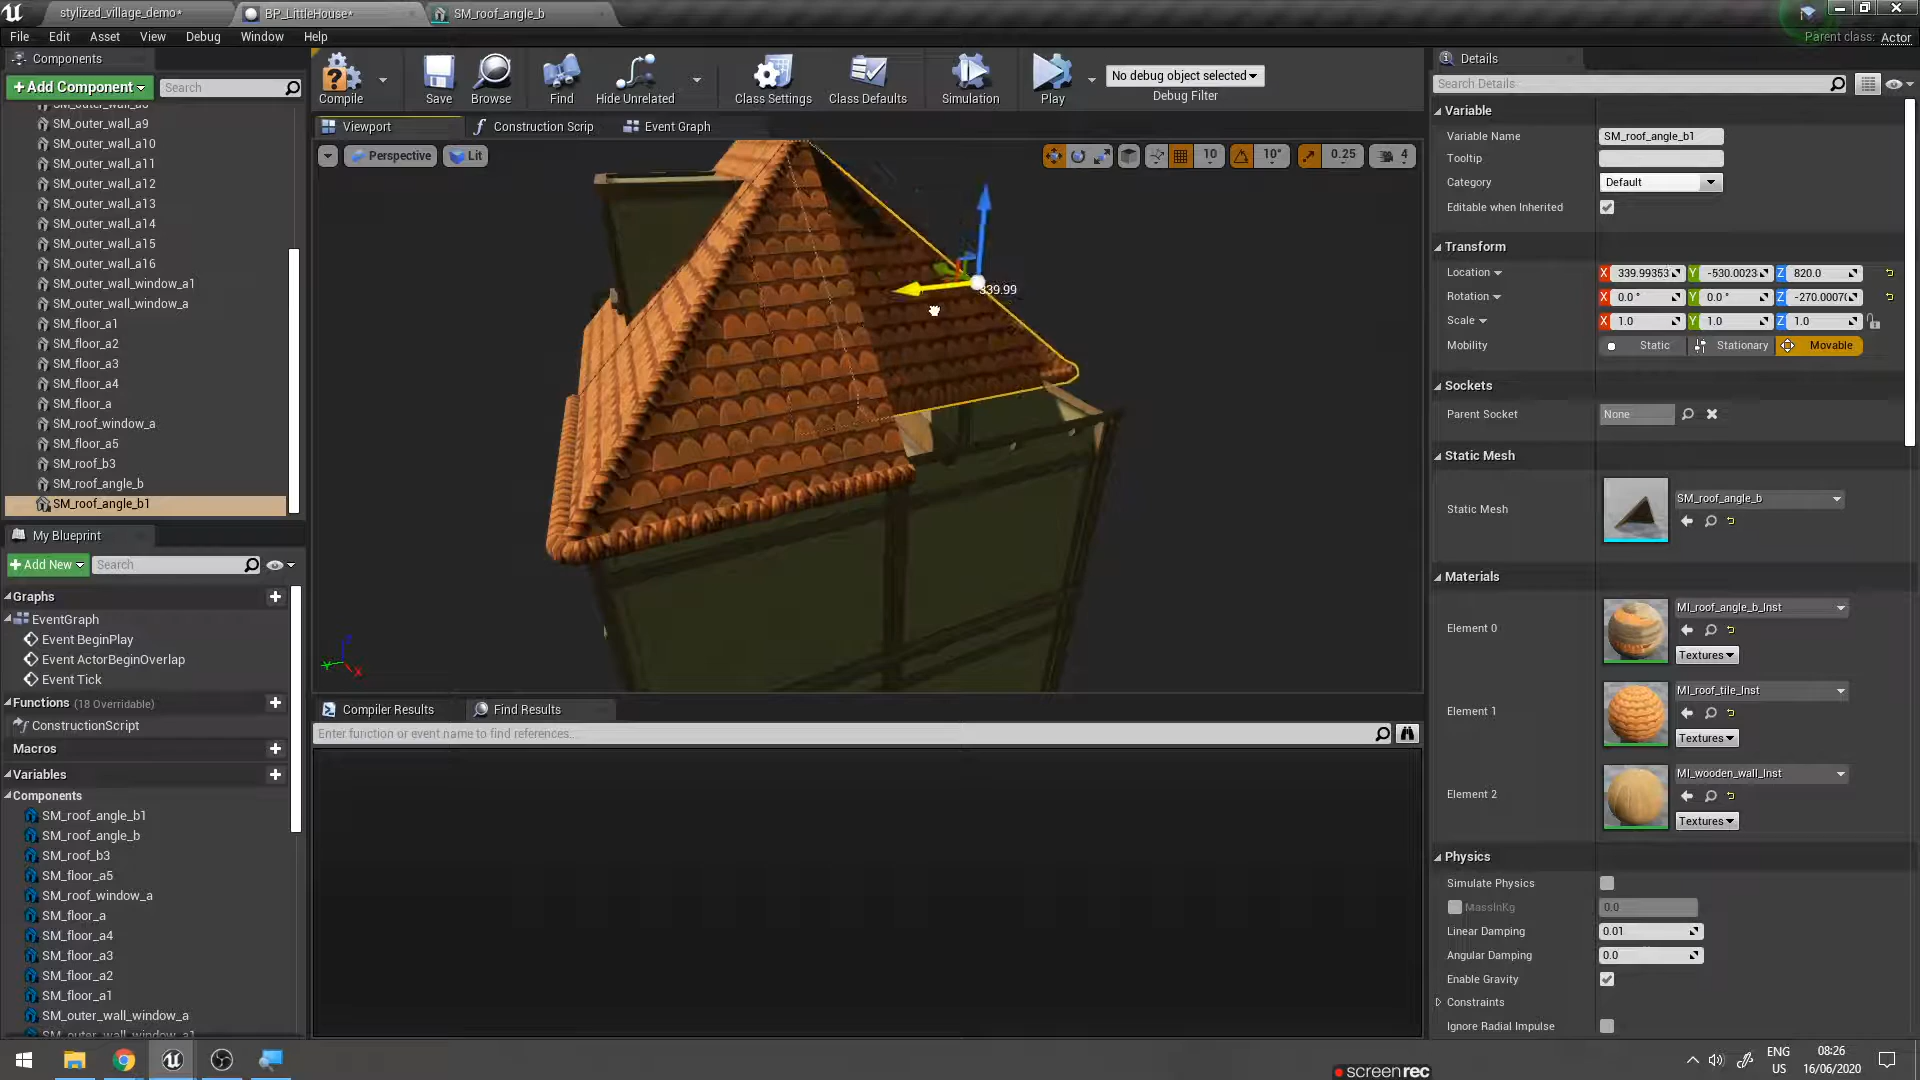 stylized_village_demo*
BP_LittleHouse*
SM_roof_angle_b
File Edit Asset View Debug Window Help
Parent class: Actor
Components
+Add Component
Search
SM_outer_wall_a9
SM_outer_wall_a10
SM_outer_wall_a11
SM_outer_wall_a12
SM_outer_wall_a13
SM_outer_wall_a14
SM_outer_wall_a15
SM_outer_wall_a16
SM_outer_wall_window_a1
SM_outer_wall_window_a
SM_floor_a1
SM_floor_a2
SM_floor_a3
SM_floor_a4
SM_floor_a
SM_roof_window_a
SM_floor_a5
SM_roof_b3
SM_roof_angle_b
SM_roof_angle_b1
My Blueprint
+Add New
Search
Graphs
EventGraph
Event BeginPlay
Event ActorBeginOverlap
Event Tick
Functions (18 Overridable)
ConstructionScript
Macros
Variables
Components
SM_roof_angle_b1
SM_roof_angle_b
SM_roof_b3
SM_floor_a5
SM_roof_window_a
SM_floor_a
SM_floor_a4
SM_floor_a3
SM_floor_a2
SM_floor_a1
SM_outer_wall_window_a
SM_outer_wall_window_a1
Compile Save Browse Find Hide Unrelated Class Settings Class Defaults Simulation Play
No debug object selected
Debug Filter
Viewport
Construction Scrip
Event Graph
Perspective
Lit
10 10° 0.25 4
339.99
Z
Y
X
Compiler Results
Find Results
Enter function or event name to find references...
Details
Search Details
Variable
Variable Name SM_roof_angle_b1
Tooltip
Category Default
Editable when Inherited
Transform
Location X 339.99353 Y -530.0023 Z 820.0
Rotation X 0.0 ° Y 0.0 ° Z -270.0007(
Scale X 1.0 Y 1.0 Z 1.0
Mobility Static Stationary Movable
Sockets
Parent Socket None
Static Mesh
Static Mesh SM_roof_angle_b
Materials
Element 0 MI_roof_angle_b_Inst
Textures
Element 1 MI_roof_tile_Inst
Textures
Element 2 MI_wooden_wall_Inst
Textures
Physics
Simulate Physics
MassInKg 0.0
Linear Damping 0.01
Angular Damping 0.0
Enable Gravity
Constraints
Ignore Radial Impulse
screenrec
ENG
US
08:26
16/06/2020